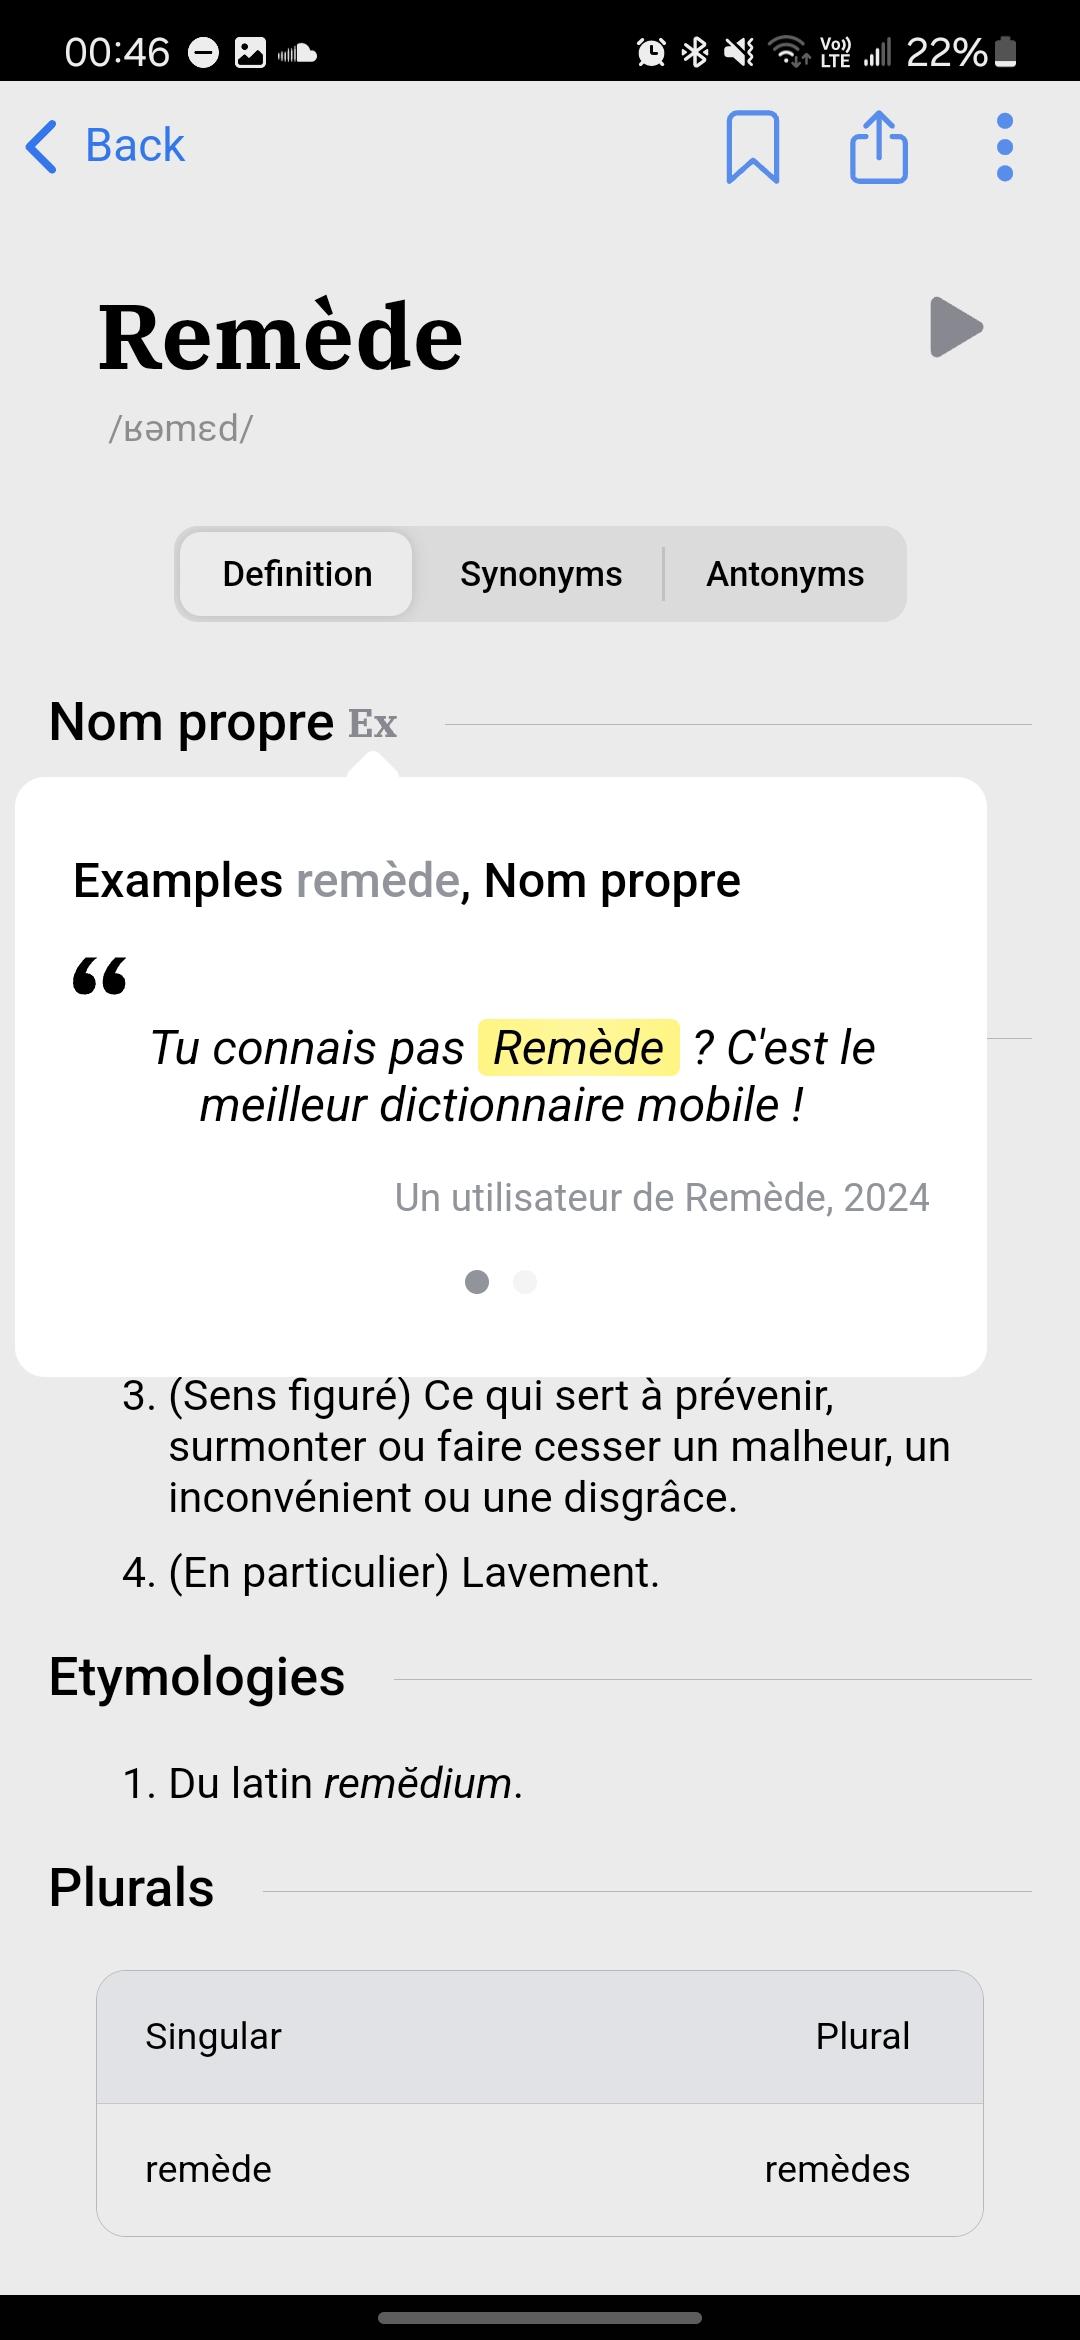 00:46
Vo))
LTE
22%
Back
Remède
/ʁəmɛd/
Definition
Synonyms
Antonyms
Nom propre Ex
Examples remède, Nom propre
“
Tu connais pas Remède ? C'est le
meilleur dictionnaire mobile !
Un utilisateur de Remède, 2024
3. (Sens figuré) Ce qui sert à prévenir,
surmonter ou faire cesser un malheur, un
inconvénient ou une disgrâce.
4. (En particulier) Lavement.
Etymologies
1. Du latin remĕdium.
Plurals
Singular Plural
remède remèdes